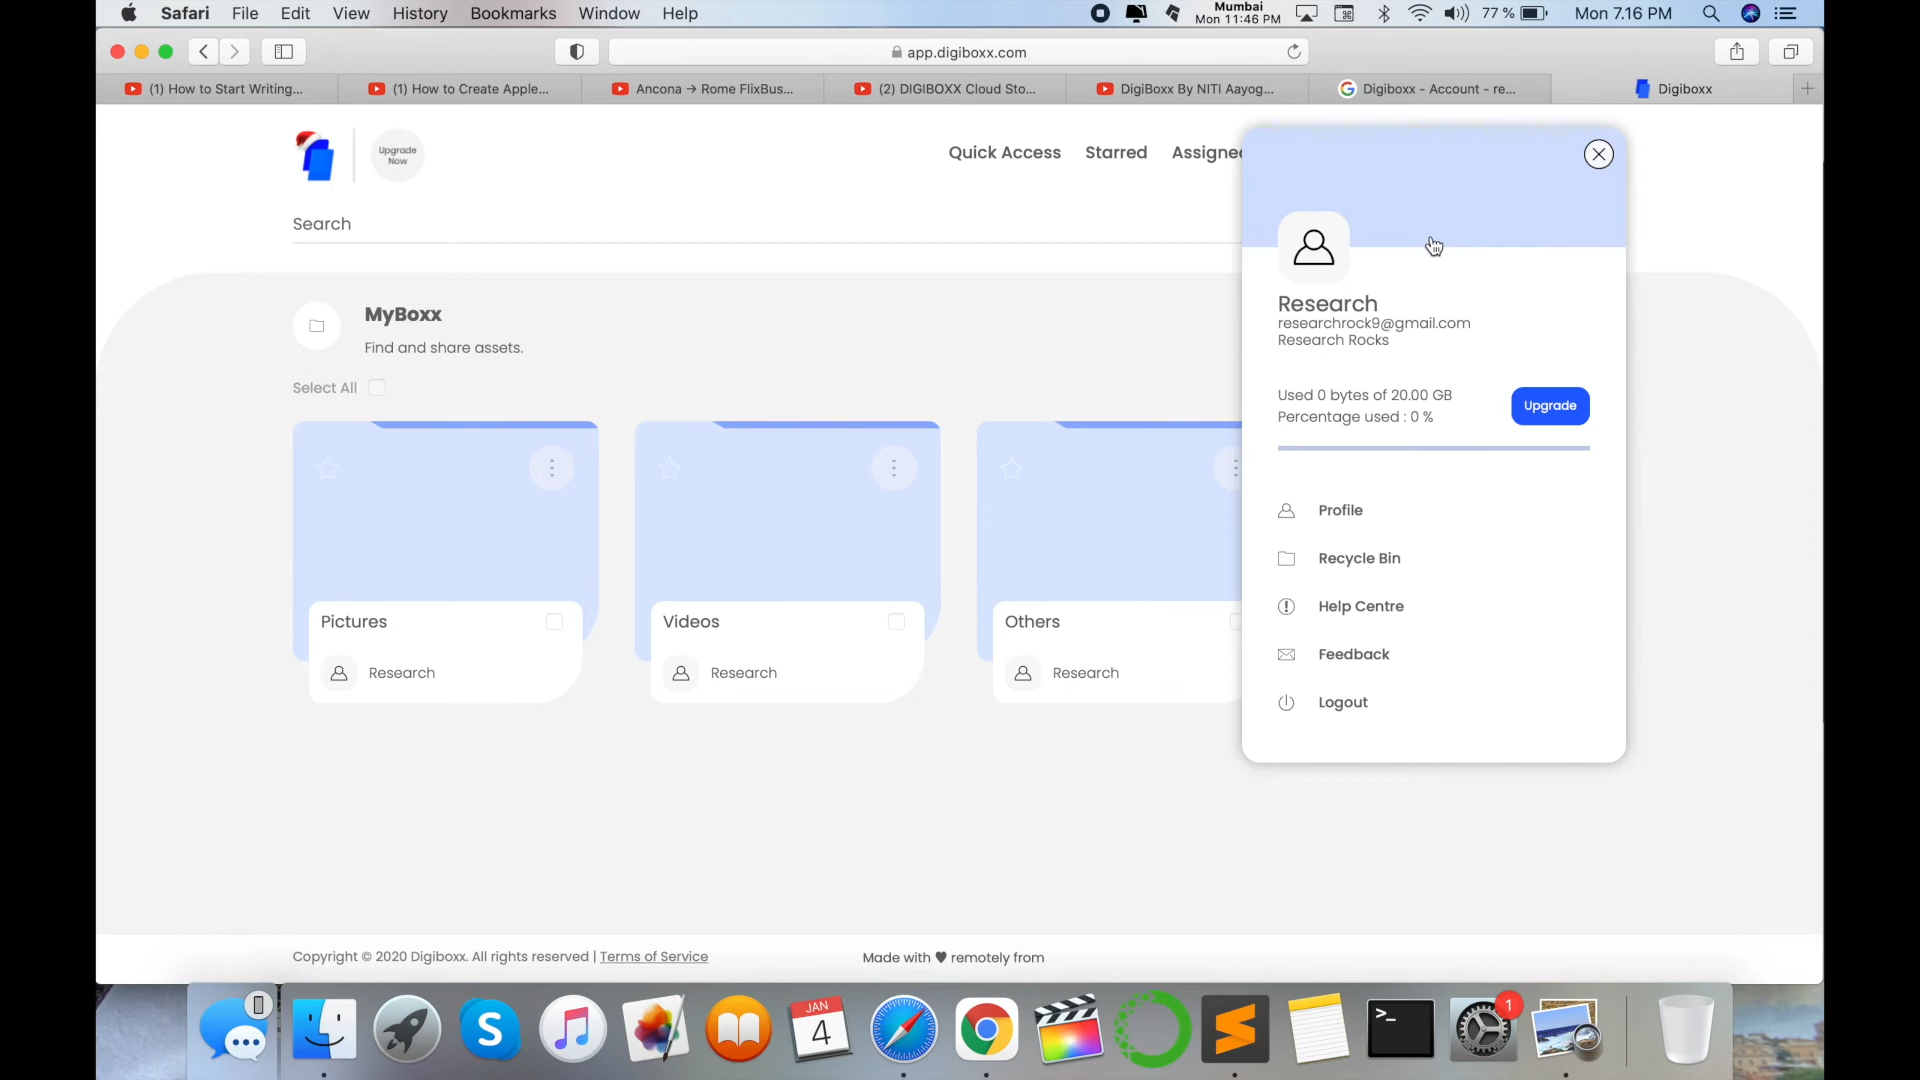 Safari File Edit View History Bookmarks Window Help
Mumbai
Mon 11:46 PM
77 %
Mon 7.16 PM
app.digiboxx.com
(1) How to Start Writing...
(1) How to Create Apple...
Ancona → Rome FlixBus...
(2) DIGIBOXX Cloud Sto...
DigiBoxx By NITI Aayog...
Digiboxx - Account - re...
Digiboxx
Upgrade
Now
Quick Access Starred Assigned
Search
MyBoxx
Find and share assets.
Select All
Pictures
Research
Videos
Research
Others
Research
Research
researchrock9@gmail.com
Research Rocks
Used 0 bytes of 20.00 GB
Percentage used : 0 %
Upgrade
Profile
Recycle Bin
Help Centre
Feedback
Logout
Copyright © 2020 Digiboxx. All rights reserved | Terms of Service
Made with ♥ remotely from
JAN
4
1